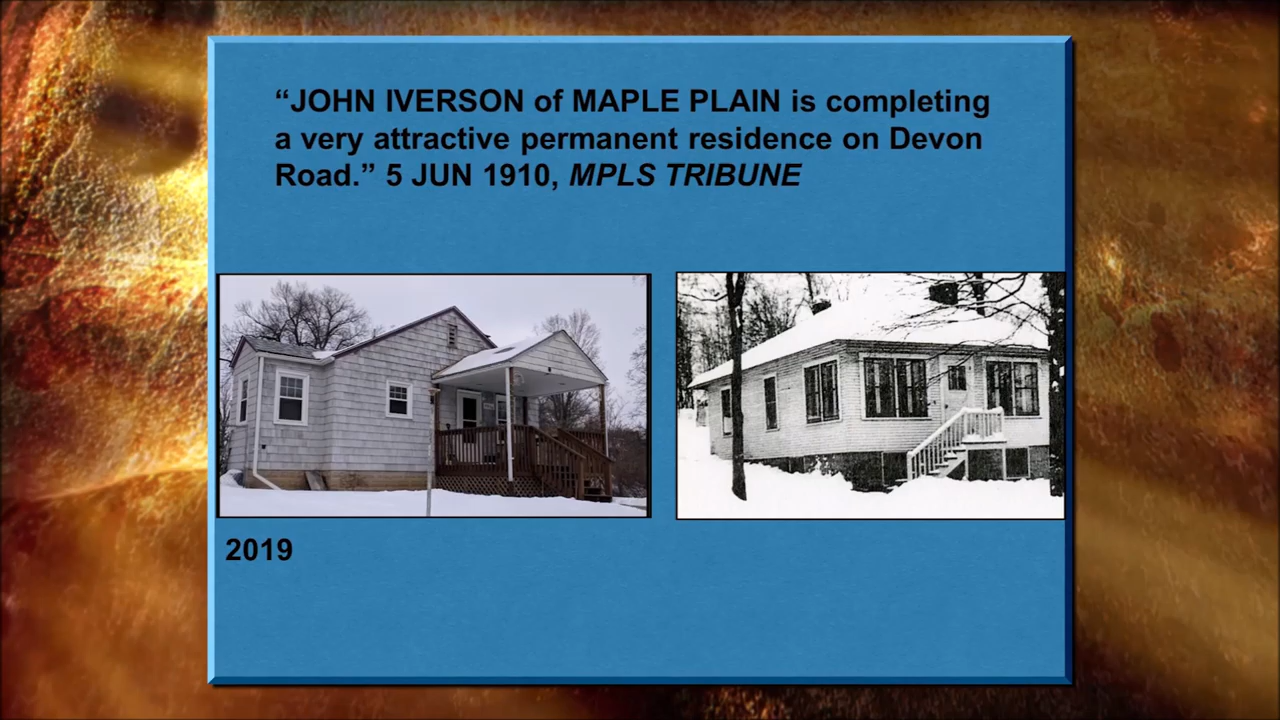 “JOHN IVERSON of MAPLE PLAIN is completing
a very attractive permanent residence on Devon
Road.” 5 JUN 1910, MPLS TRIBUNE
2019